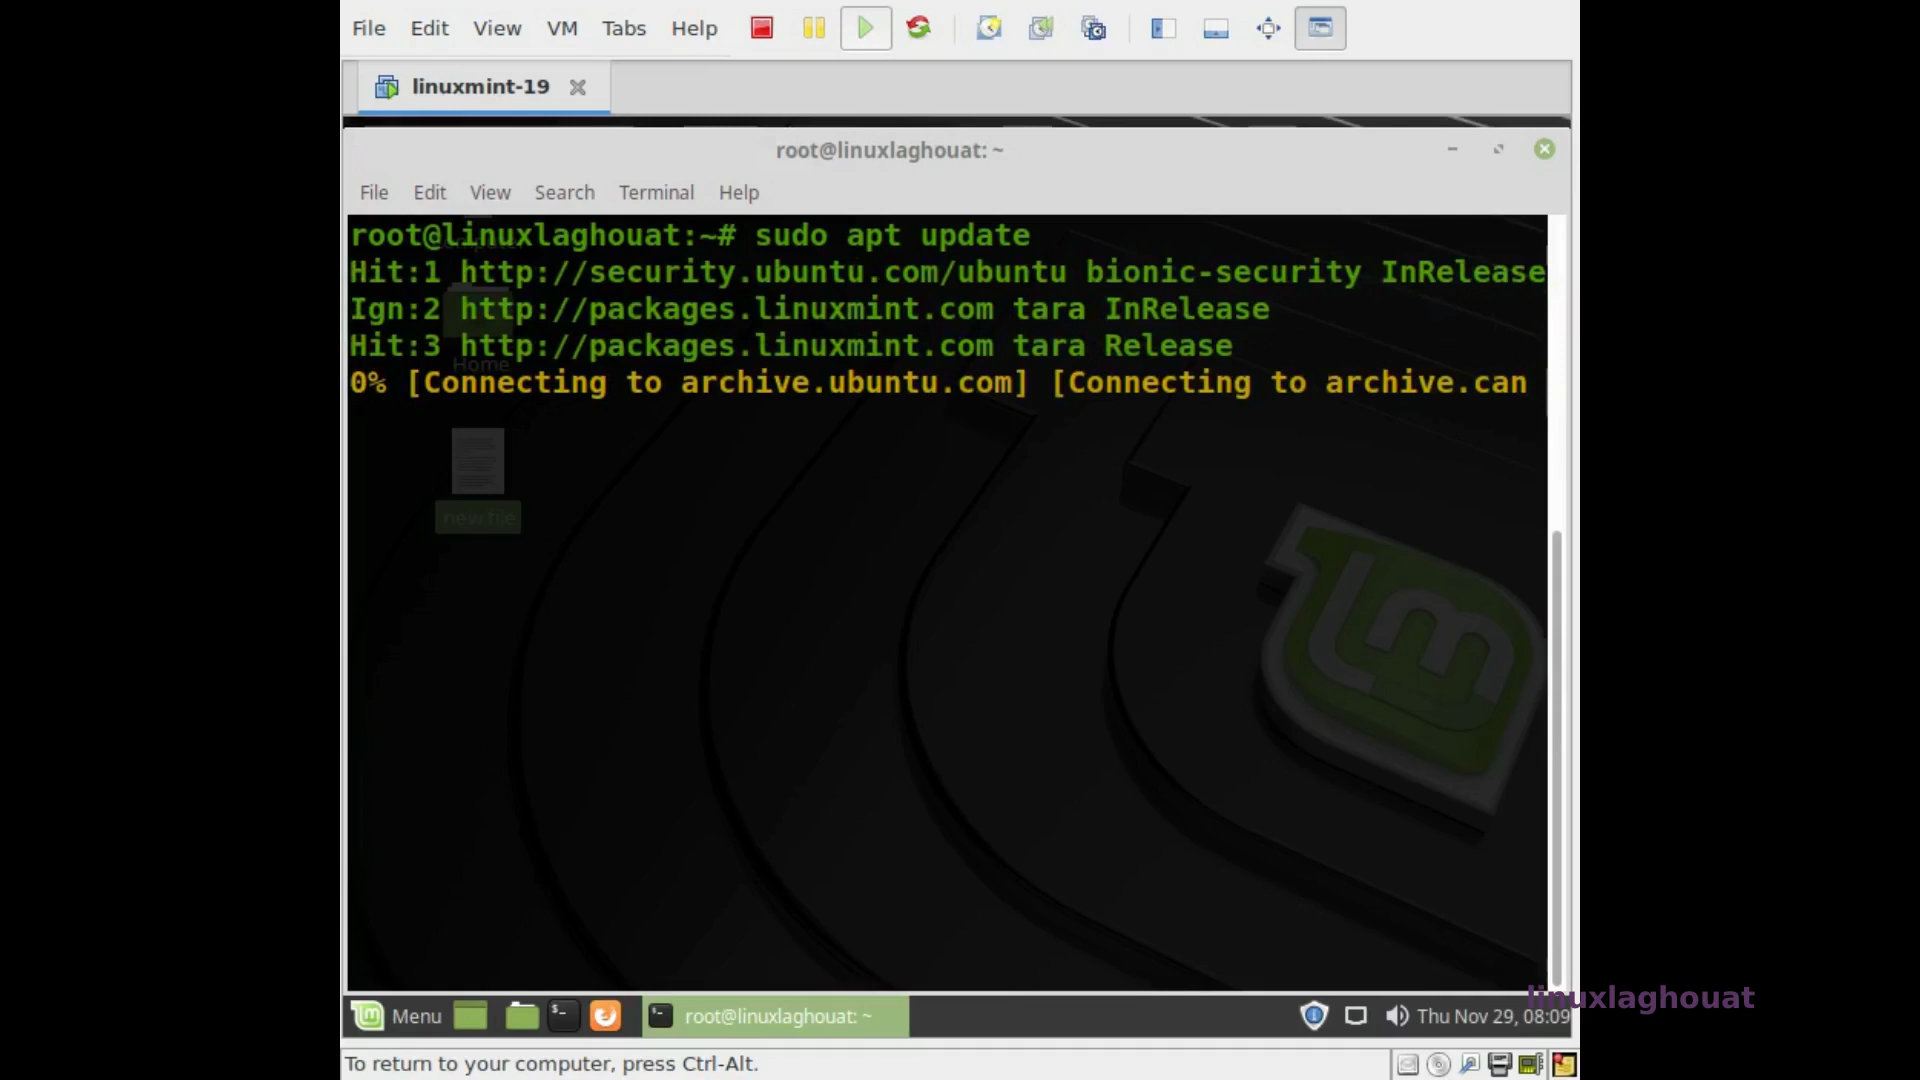 File Edit View VM Tabs Help
linuxmint-19
root@linuxlaghouat: ~
File Edit View Search Terminal Help
root@linuxlaghouat:~# sudo apt update
Hit:1 http://security.ubuntu.com/ubuntu bionic-security InRelease
Ign:2 http://packages.linuxmint.com tara InRelease
Hit:3 http://packages.linuxmint.com tara Release
Home
0% [Connecting to archive.ubuntu.com] [Connecting to archive.can
new file
linuxlaghouat
Menu root@linuxlaghouat: ~ Thu Nov 29, 08:09
To return to your computer, press Ctrl-Alt.